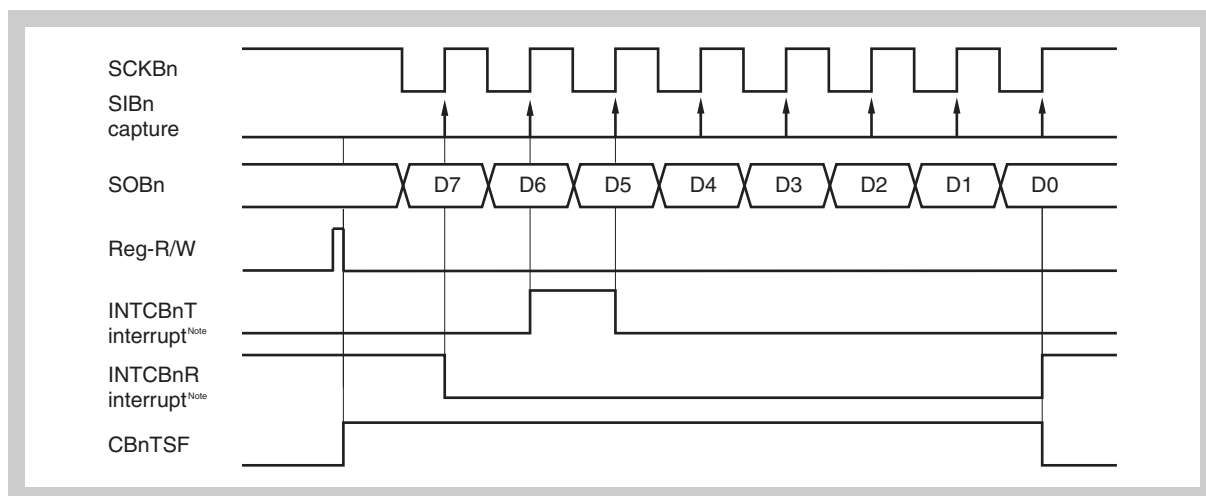 SCKBn
SIBn
capture
SOBn D7 D6 D5 D4 D3 D2 D1 D0
Reg-R/W
INTCBnT
interruptNote
INTCBnR
interruptNote
CBnTSF